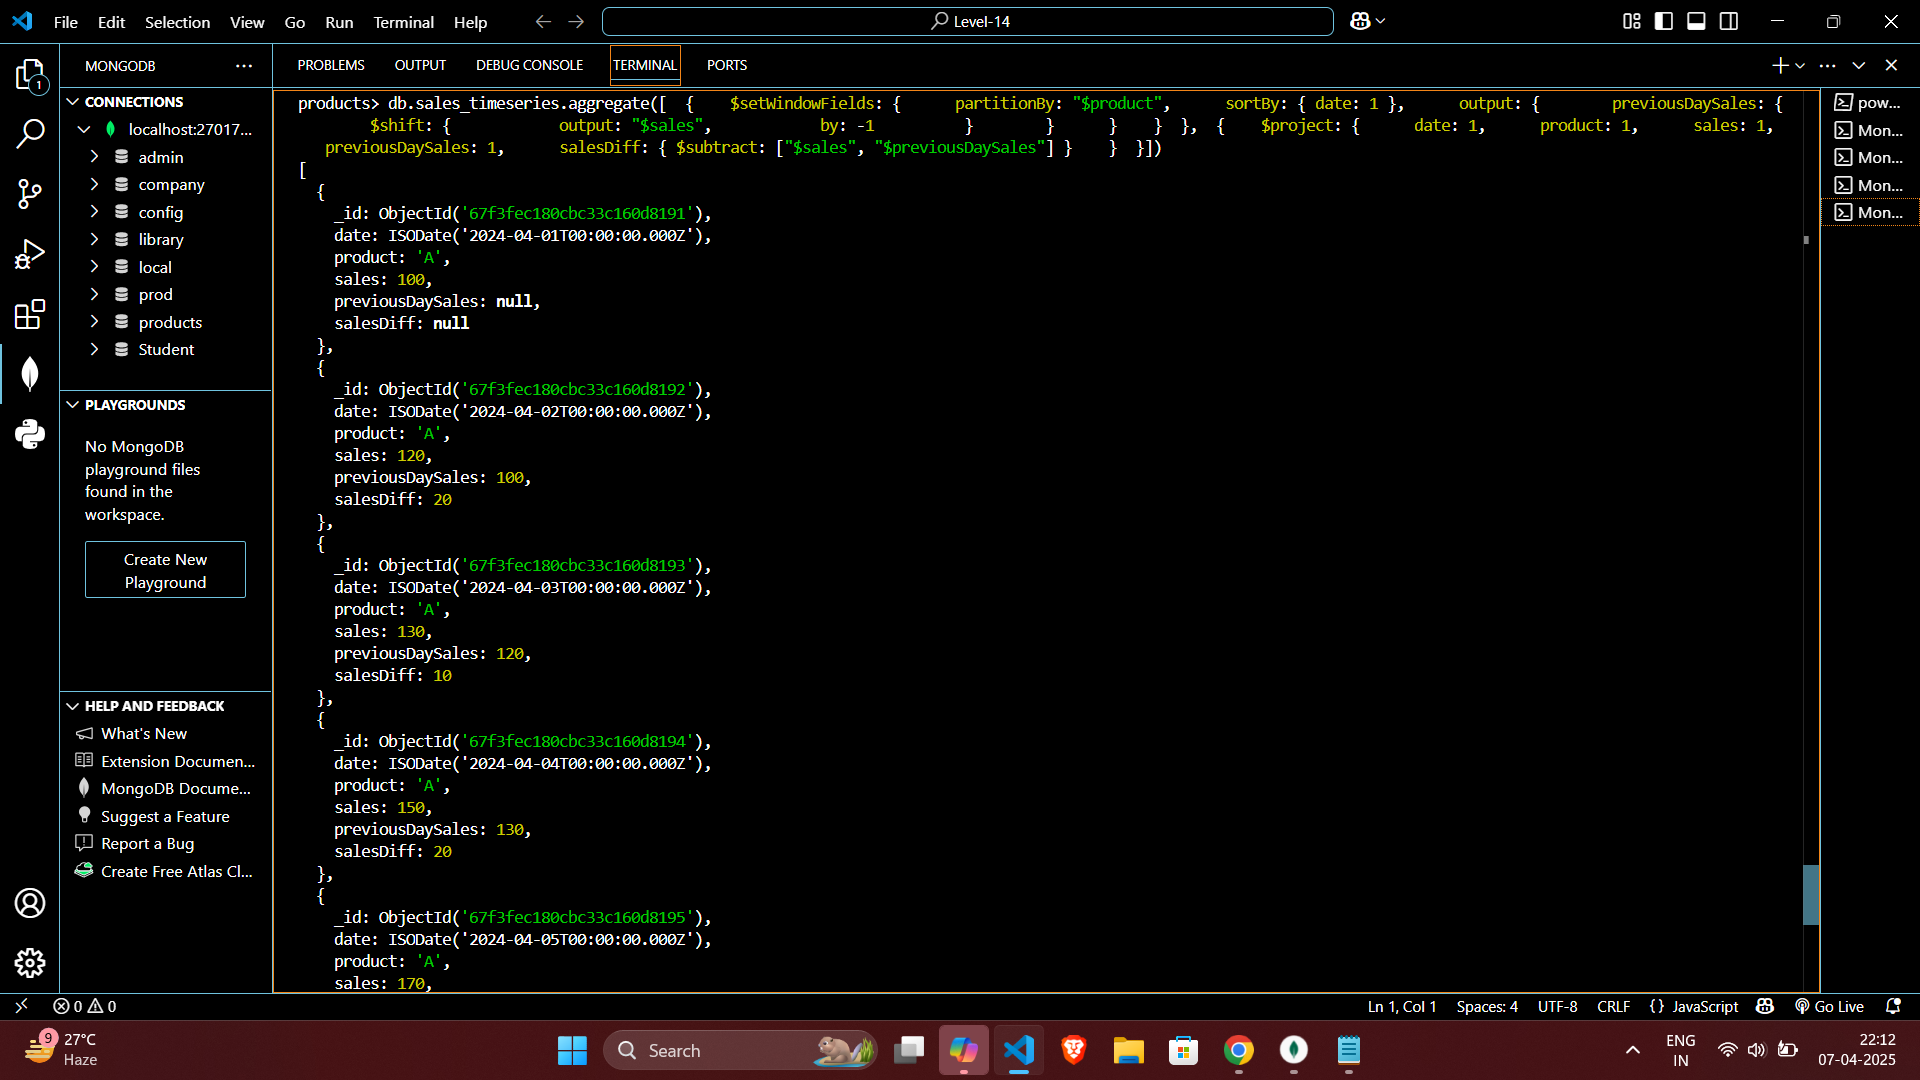 File Edit Selection View Go Run Terminal Help
Level-14
MONGODB
PROBLEMS OUTPUT DEBUG CONSOLE TERMINAL PORTS
1
CONNECTIONS
localhost:27017...
admin
company
config
library
local
prod
products
Student
PLAYGROUNDS
No MongoDB
playground files
found in the
workspace.
Create New
Playground
HELP AND FEEDBACK
What's New
Extension Documen...
MongoDB Docume...
Suggest a Feature
Report a Bug
Create Free Atlas Cl...
products> db.sales_timeseries.aggregate([  {    $setWindowFields: {      partitionBy: "$product",      sortBy: { date: 1 },      output: {        previousDaySales: {
        $shift: {            output: "$sales",            by: -1          }        }      }    }  },  {    $project: {      date: 1,      product: 1,      sales: 1,
   previousDaySales: 1,      salesDiff: { $subtract: ["$sales", "$previousDaySales"] }    }  }])
[
{
_id: ObjectId('67f3fec180cbc33c160d8191'),
date: ISODate('2024-04-01T00:00:00.000Z'),
product: 'A',
sales: 100,
previousDaySales: null,
salesDiff: null
},
{
_id: ObjectId('67f3fec180cbc33c160d8192'),
date: ISODate('2024-04-02T00:00:00.000Z'),
product: 'A',
sales: 120,
previousDaySales: 100,
salesDiff: 20
},
{
_id: ObjectId('67f3fec180cbc33c160d8193'),
date: ISODate('2024-04-03T00:00:00.000Z'),
product: 'A',
sales: 130,
previousDaySales: 120,
salesDiff: 10
},
{
_id: ObjectId('67f3fec180cbc33c160d8194'),
date: ISODate('2024-04-04T00:00:00.000Z'),
product: 'A',
sales: 150,
previousDaySales: 130,
salesDiff: 20
},
{
_id: ObjectId('67f3fec180cbc33c160d8195'),
date: ISODate('2024-04-05T00:00:00.000Z'),
product: 'A',
sales: 170,
pow...
Mon...
Mon...
Mon...
Mon...
0 0
Ln 1, Col 1 Spaces: 4 UTF-8 CRLF {} JavaScript Go Live
9
27°C
Haze
Search
ENG
IN
22:12
07-04-2025